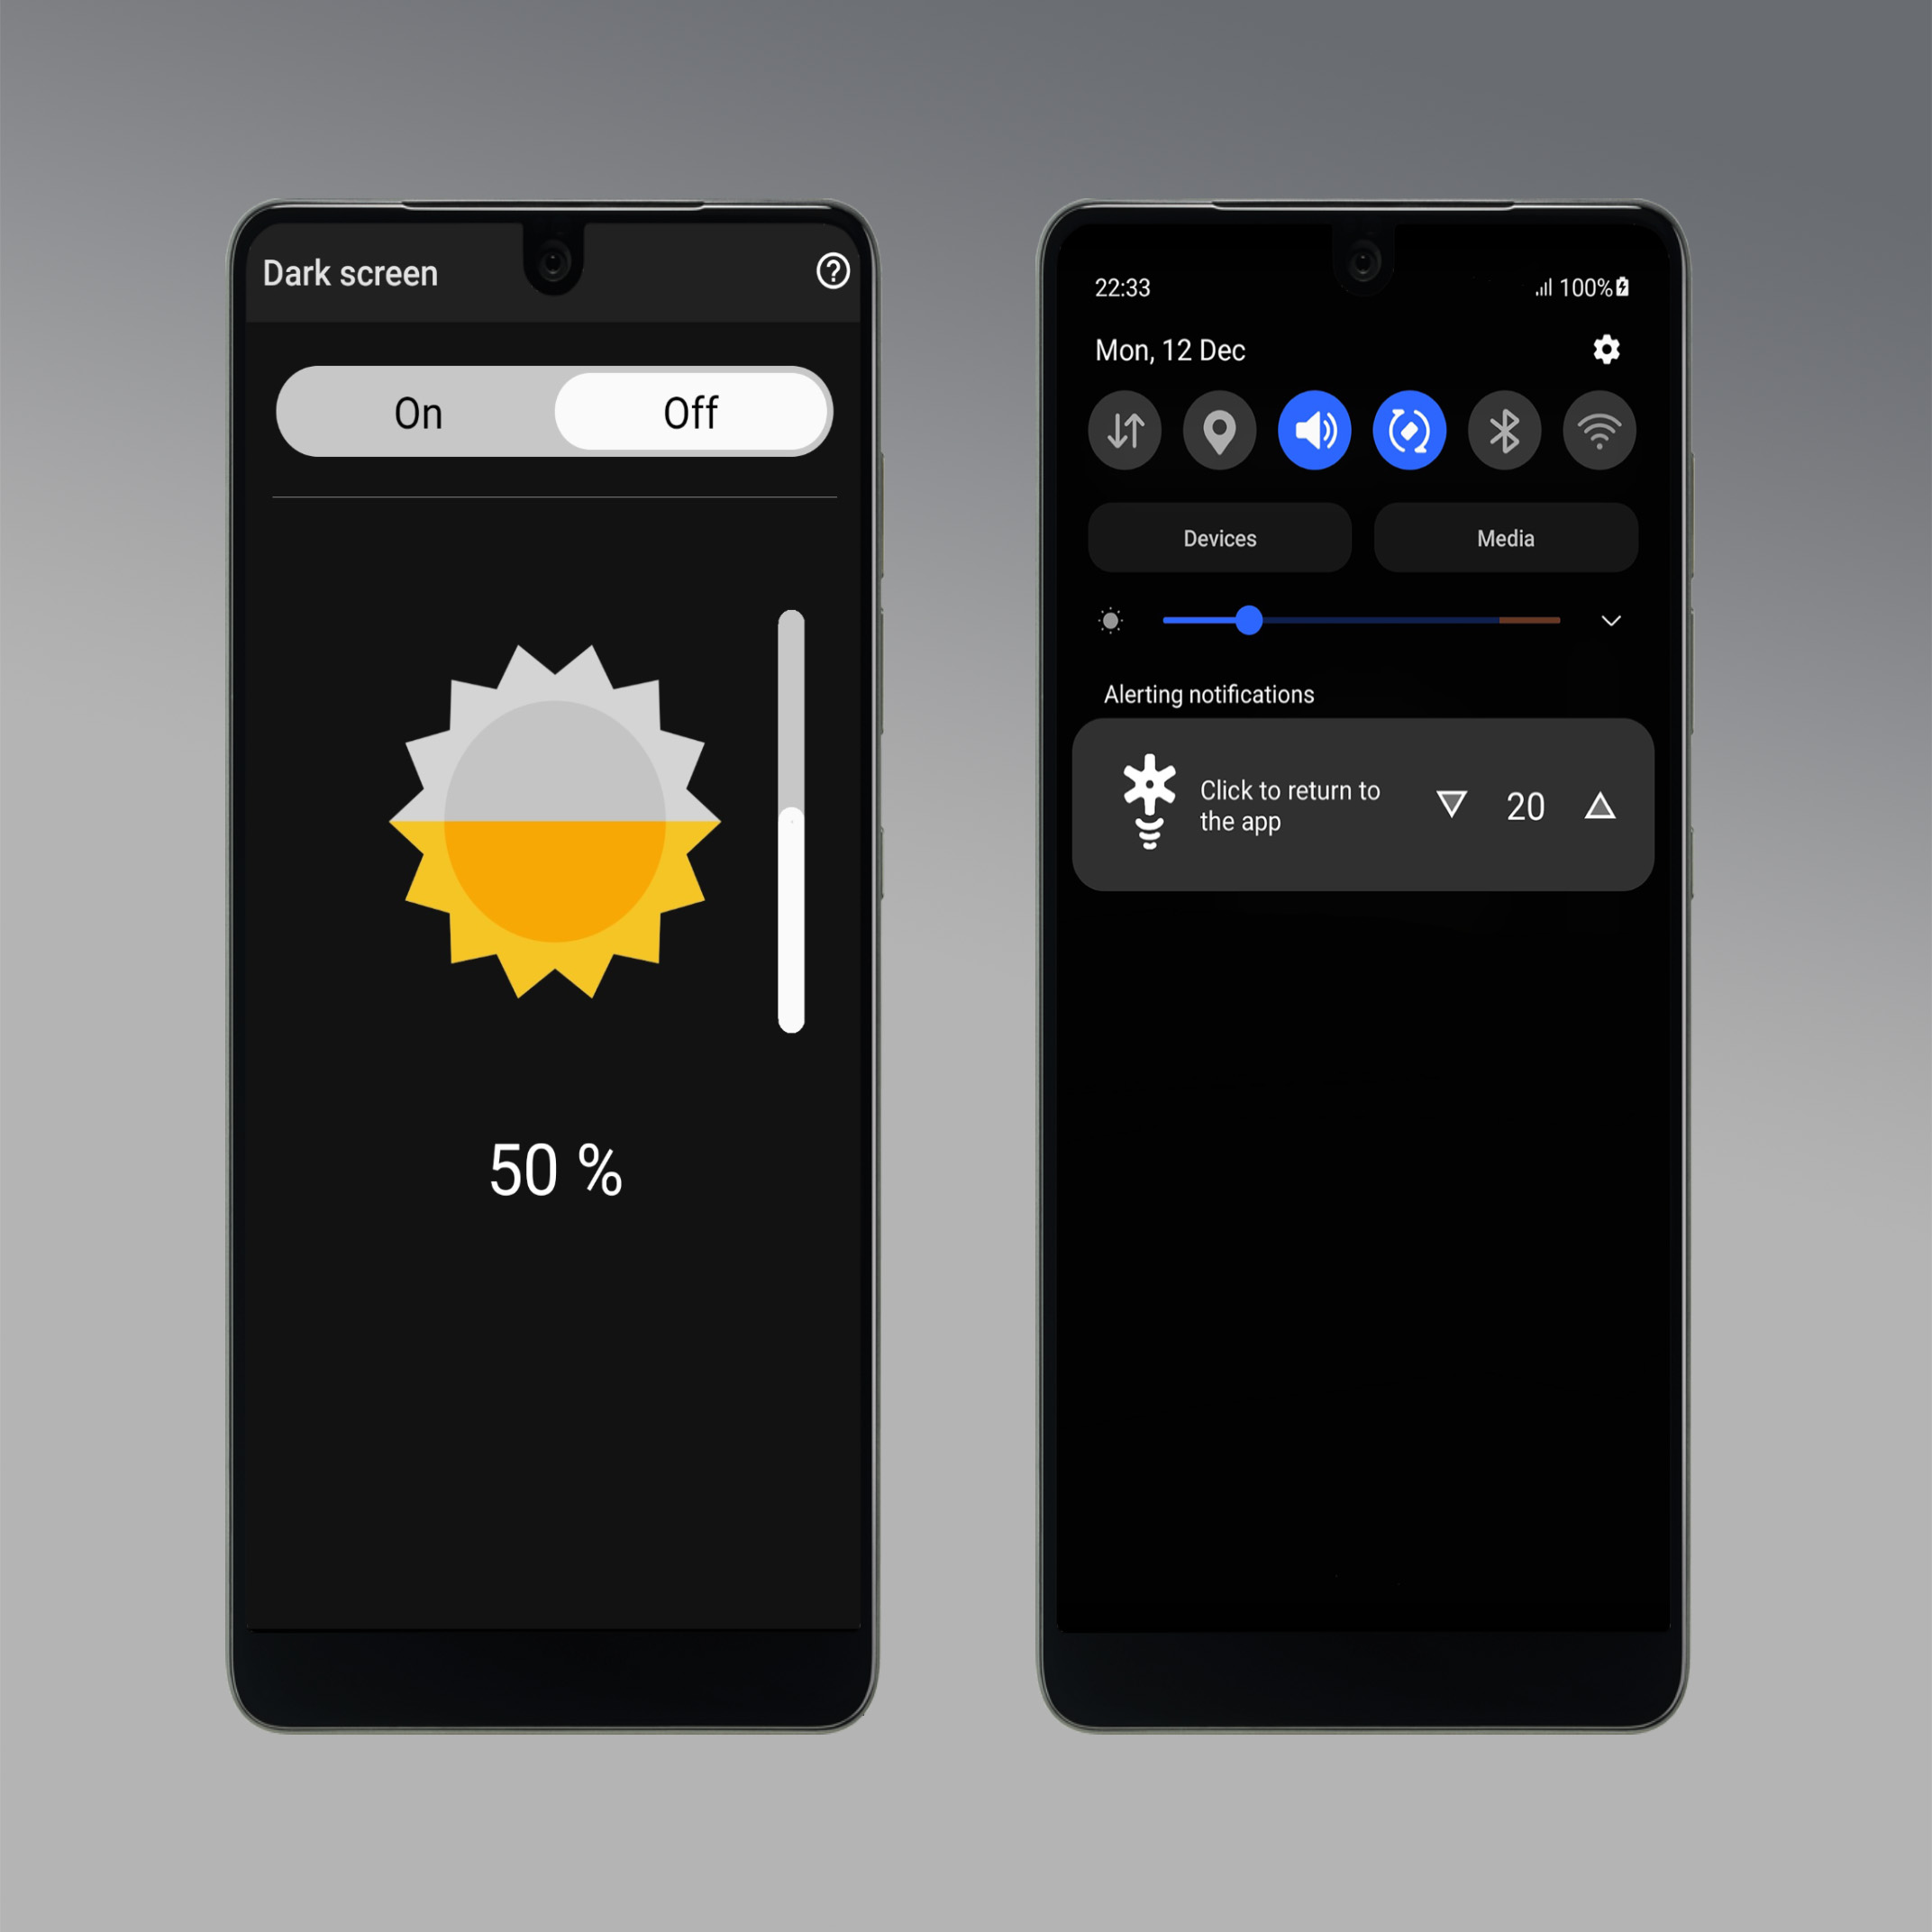 Dark screen
On
Off
50 %
22:33
100%
Mon, 12 Dec
Devices
Media
Alerting notifications
Click to return to
the app
20